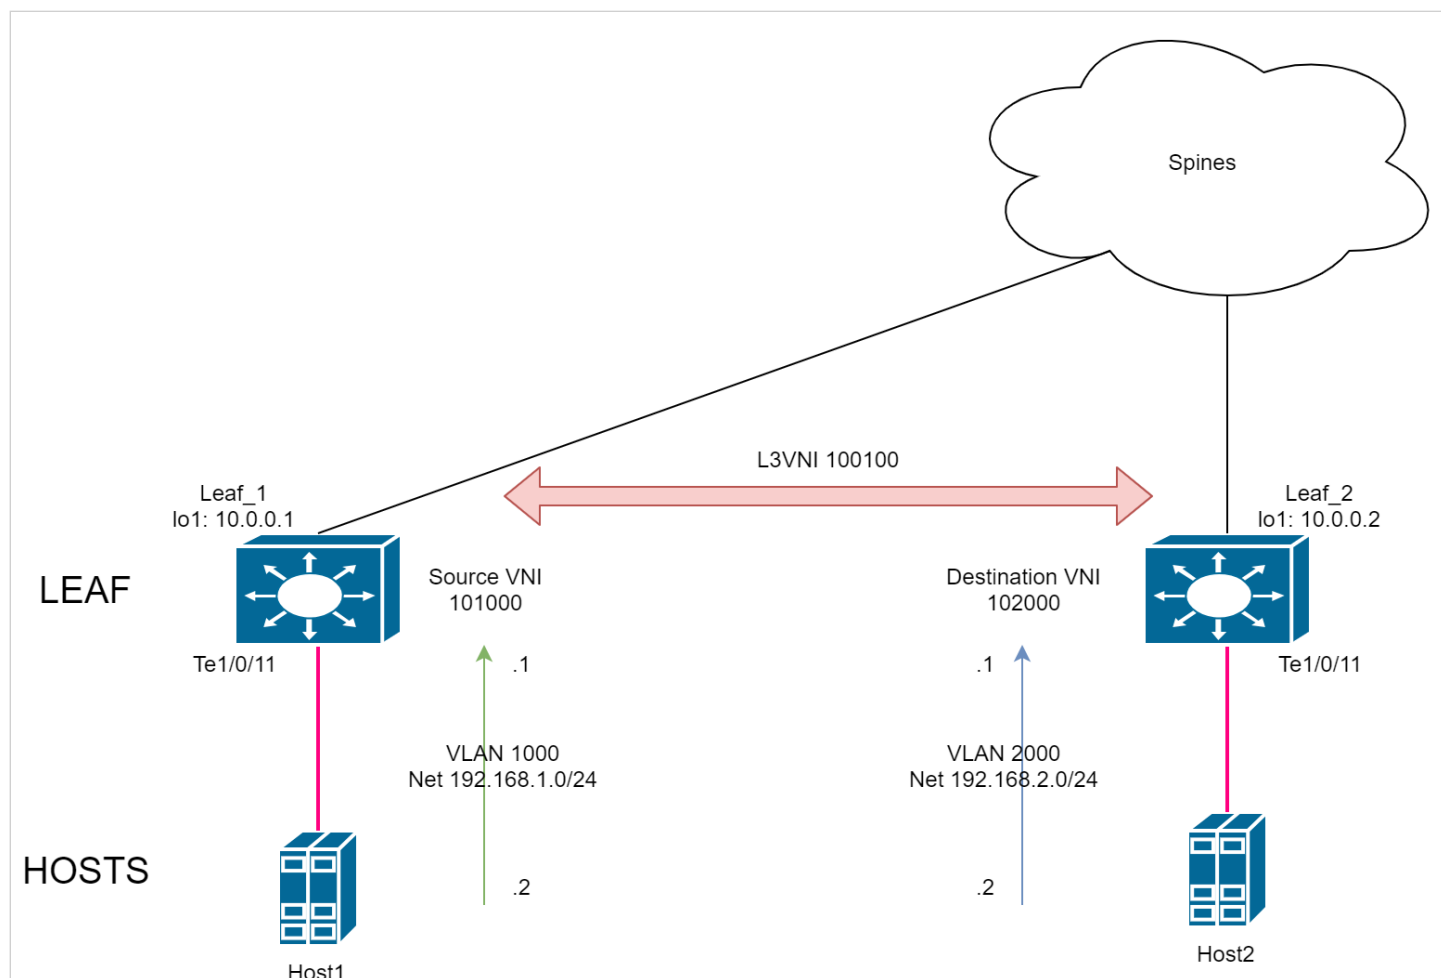 Spines
L3VNI 100100
Leaf_1
lo1: 10.0.0.1
Leaf_2
lo1: 10.0.0.2
LEAF
Source VNI
101000
Destination VNI
102000
Te1/0/11
.1
.1
Te1/0/11
VLAN 1000
Net 192.168.1.0/24
VLAN 2000
Net 192.168.2.0/24
HOSTS
.2
.2
Host1
Host2